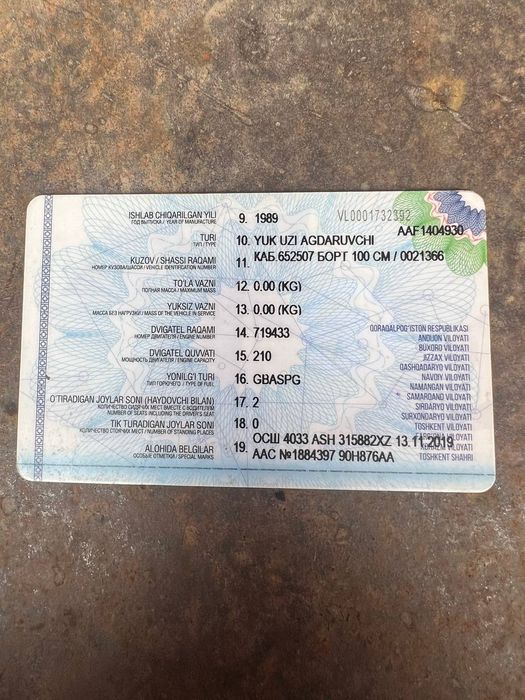 ISHLAB CHIQARILGAN YILI 9. 1989 VL0001732392
ГОД ВЫПУСКА / YEAR OF MANUFACTURE
AAF1404930
TURI 10. YUK UZI AGDARUVCHI
ТИП / TYPE
KUZOV / SHASSI RAQAMI 11. КАБ.652507 БОРТ 100 СМ / 0021366
НОМЕР КУЗОВА/ШАССИ / VEHICLE IDENTIFICATION NUMBER
TO'LA VAZNI 12. 0.00 (KG)
ПОЛНАЯ МАССА / MAXIMUM MASS
YUKSIZ VAZNI 13. 0.00 (KG)
МАССА БЕЗ НАГРУЗКИ / MASS OF THE VEHICLE IN SERVICE
DVIGATEL RAQAMI 14. 719433
НОМЕР ДВИГАТЕЛЯ / ENGINE NUMBER
DVIGATEL QUVVATI 15. 210
МОЩНОСТЬ ДВИГАТЕЛЯ / ENGINE CAPACITY
YONILG'I TURI 16. GBASPG
ТИП ГОРЮЧЕГО / TYPE OF FUEL
O'TIRADIGAN JOYLAR SONI (HAYDOVCHI BILAN) 17. 2
КОЛИЧЕСТВО СИДЯЧИХ МЕСТ ВМЕСТЕ С ВОДИТЕЛЕМ
NUMBER OF SEATS INCLUDING THE DRIVER'S SEAT
TIK TURADIGAN JOYLAR SONI 18. 0
КОЛИЧЕСТВО СТОЯЧИХ МЕСТ / NUMBER OF STANDING PLACES
ALOHIDA BELGILAR 19. ОСШ 4033 ASH 315882XZ 13.11.2019
ОСОБЫЕ ОТМЕТКИ / SPECIAL MARKS
ААС №1884397 90H876AA
QORAQALPOG'ISTON RESPUBLIKASI
ANDIJON VILOYATI
BUXORO VILOYATI
JIZZAX VILOYATI
QASHQADARYO VILOYATI
NAVOIY VILOYATI
NAMANGAN VILOYATI
SAMARQAND VILOYATI
SIRDARYO VILOYATI
SURXONDARYO VILOYATI
TOSHKENT VILOYATI
VILOYATI
XORAZM VILOYATI
TOSHKENT SHAHRI